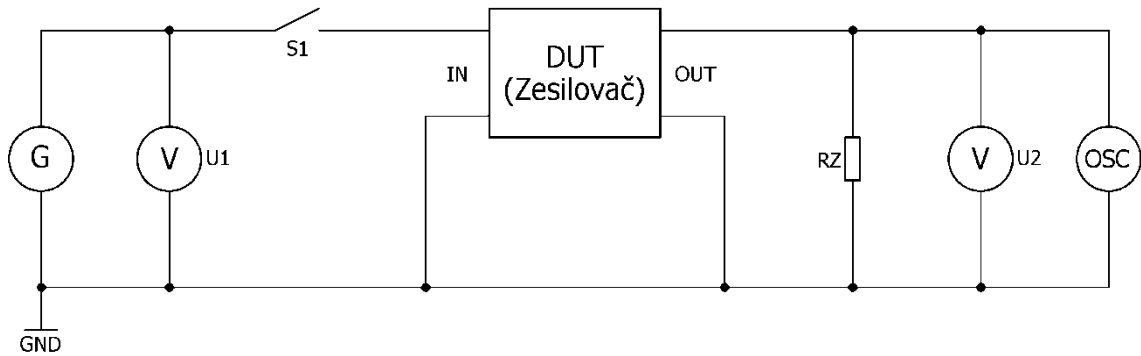 S1
IN
DUT
(Zesilovač)
OUT
G
V
U1
RZ
V
U2
OSC
GND